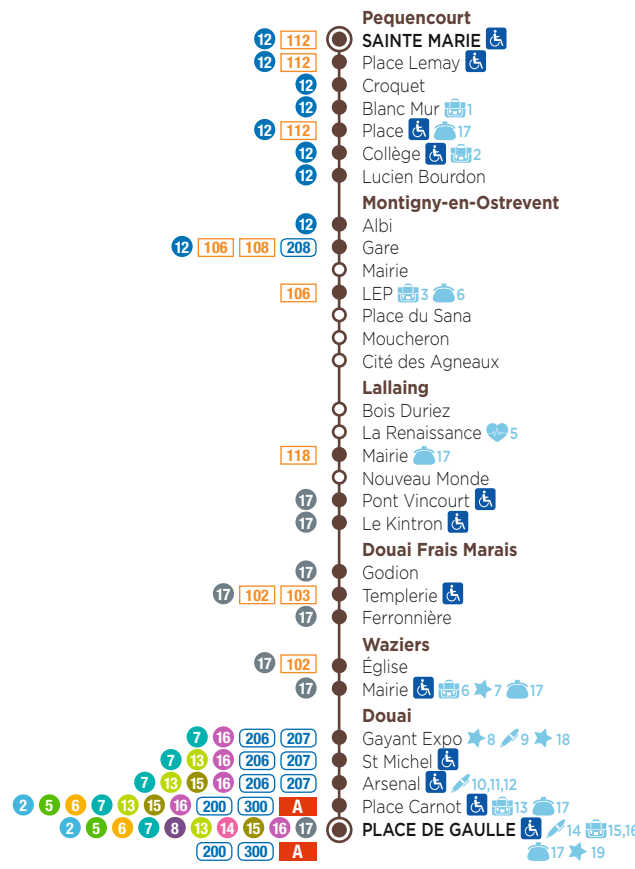 Pequencourt
12 112 SAINTE MARIE
12 112 Place Lemay
12 Croquet
12 Blanc Mur 1
12 112 Place 17
12 Collège 2
12 Lucien Bourdon
Montigny-en-Ostrevent
12 Albi
12 106 108 208 Gare
Mairie
106 LEP 3 6
Place du Sana
Moucheron
Cité des Agneaux
Lallaing
Bois Duriez
La Renaissance 5
118 Mairie 17
Nouveau Monde
17 Pont Vincourt
17 Le Kintron
Douai Frais Marais
17 Godion
17 102 103 Templerie
17 Ferronnière
Waziers
17 102 Église
17 Mairie 6 7 17
Douai
7 16 206 207 Gayant Expo 8 9 18
7 13 16 206 207 St Michel
7 13 15 16 206 207 Arsenal 10,11,12
2 5 6 7 13 15 16 200 300 A Place Carnot 13 17
2 5 6 7 8 13 14 15 16 17 PLACE DE GAULLE 14 15,16
200 300 A 17 19